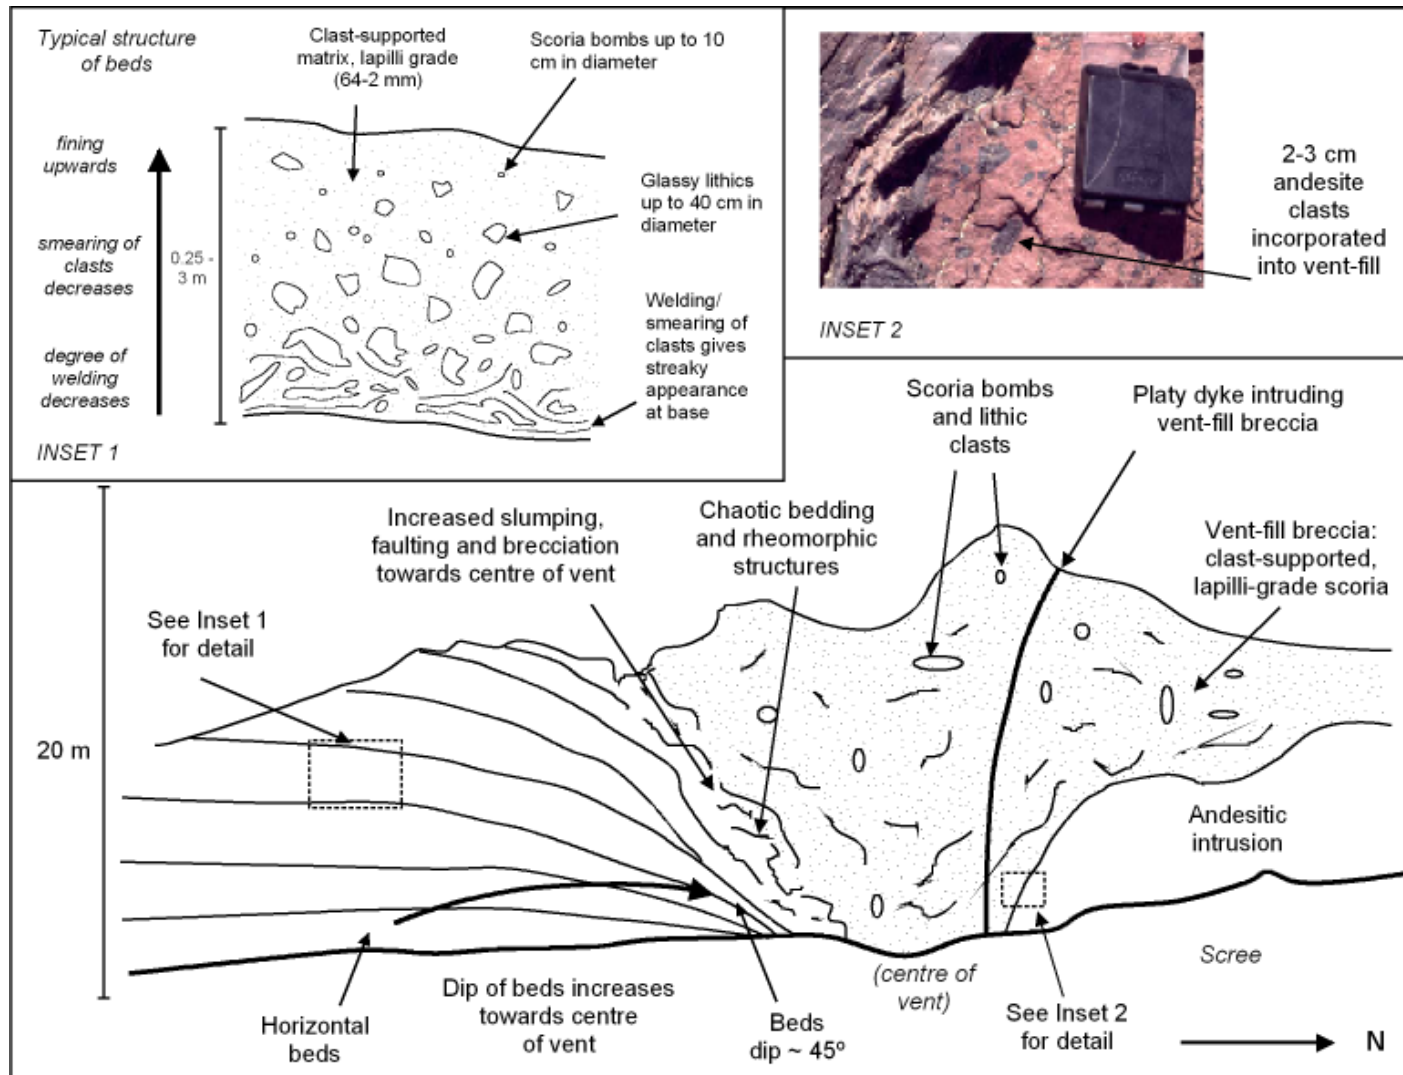 Typical structure
of beds
Clast-supported
matrix, lapilli grade
(64-2 mm)
Scoria bombs up to 10
cm in diameter
fining
upwards
Glassy lithics
up to 40 cm in
diameter
smearing of
clasts
decreases
0.25 -
3 m
Welding/
smearing of
clasts gives
streaky
appearance
at base
degree of
welding
decreases
INSET 1
2-3 cm
andesite
clasts
incorporated
into vent-fill
INSET 2
Scoria bombs
and lithic
clasts
Platy dyke intruding
vent-fill breccia
Increased slumping,
faulting and brecciation
towards centre of vent
Chaotic bedding
and rheomorphic
structures
Vent-fill breccia:
clast-supported,
lapilli-grade scoria
See Inset 1
for detail
20 m
Andesitic
intrusion
Scree
(centre of
vent)
Dip of beds increases
towards centre
of vent
Horizontal
beds
Beds
dip ~ 45º
See Inset 2
for detail
N